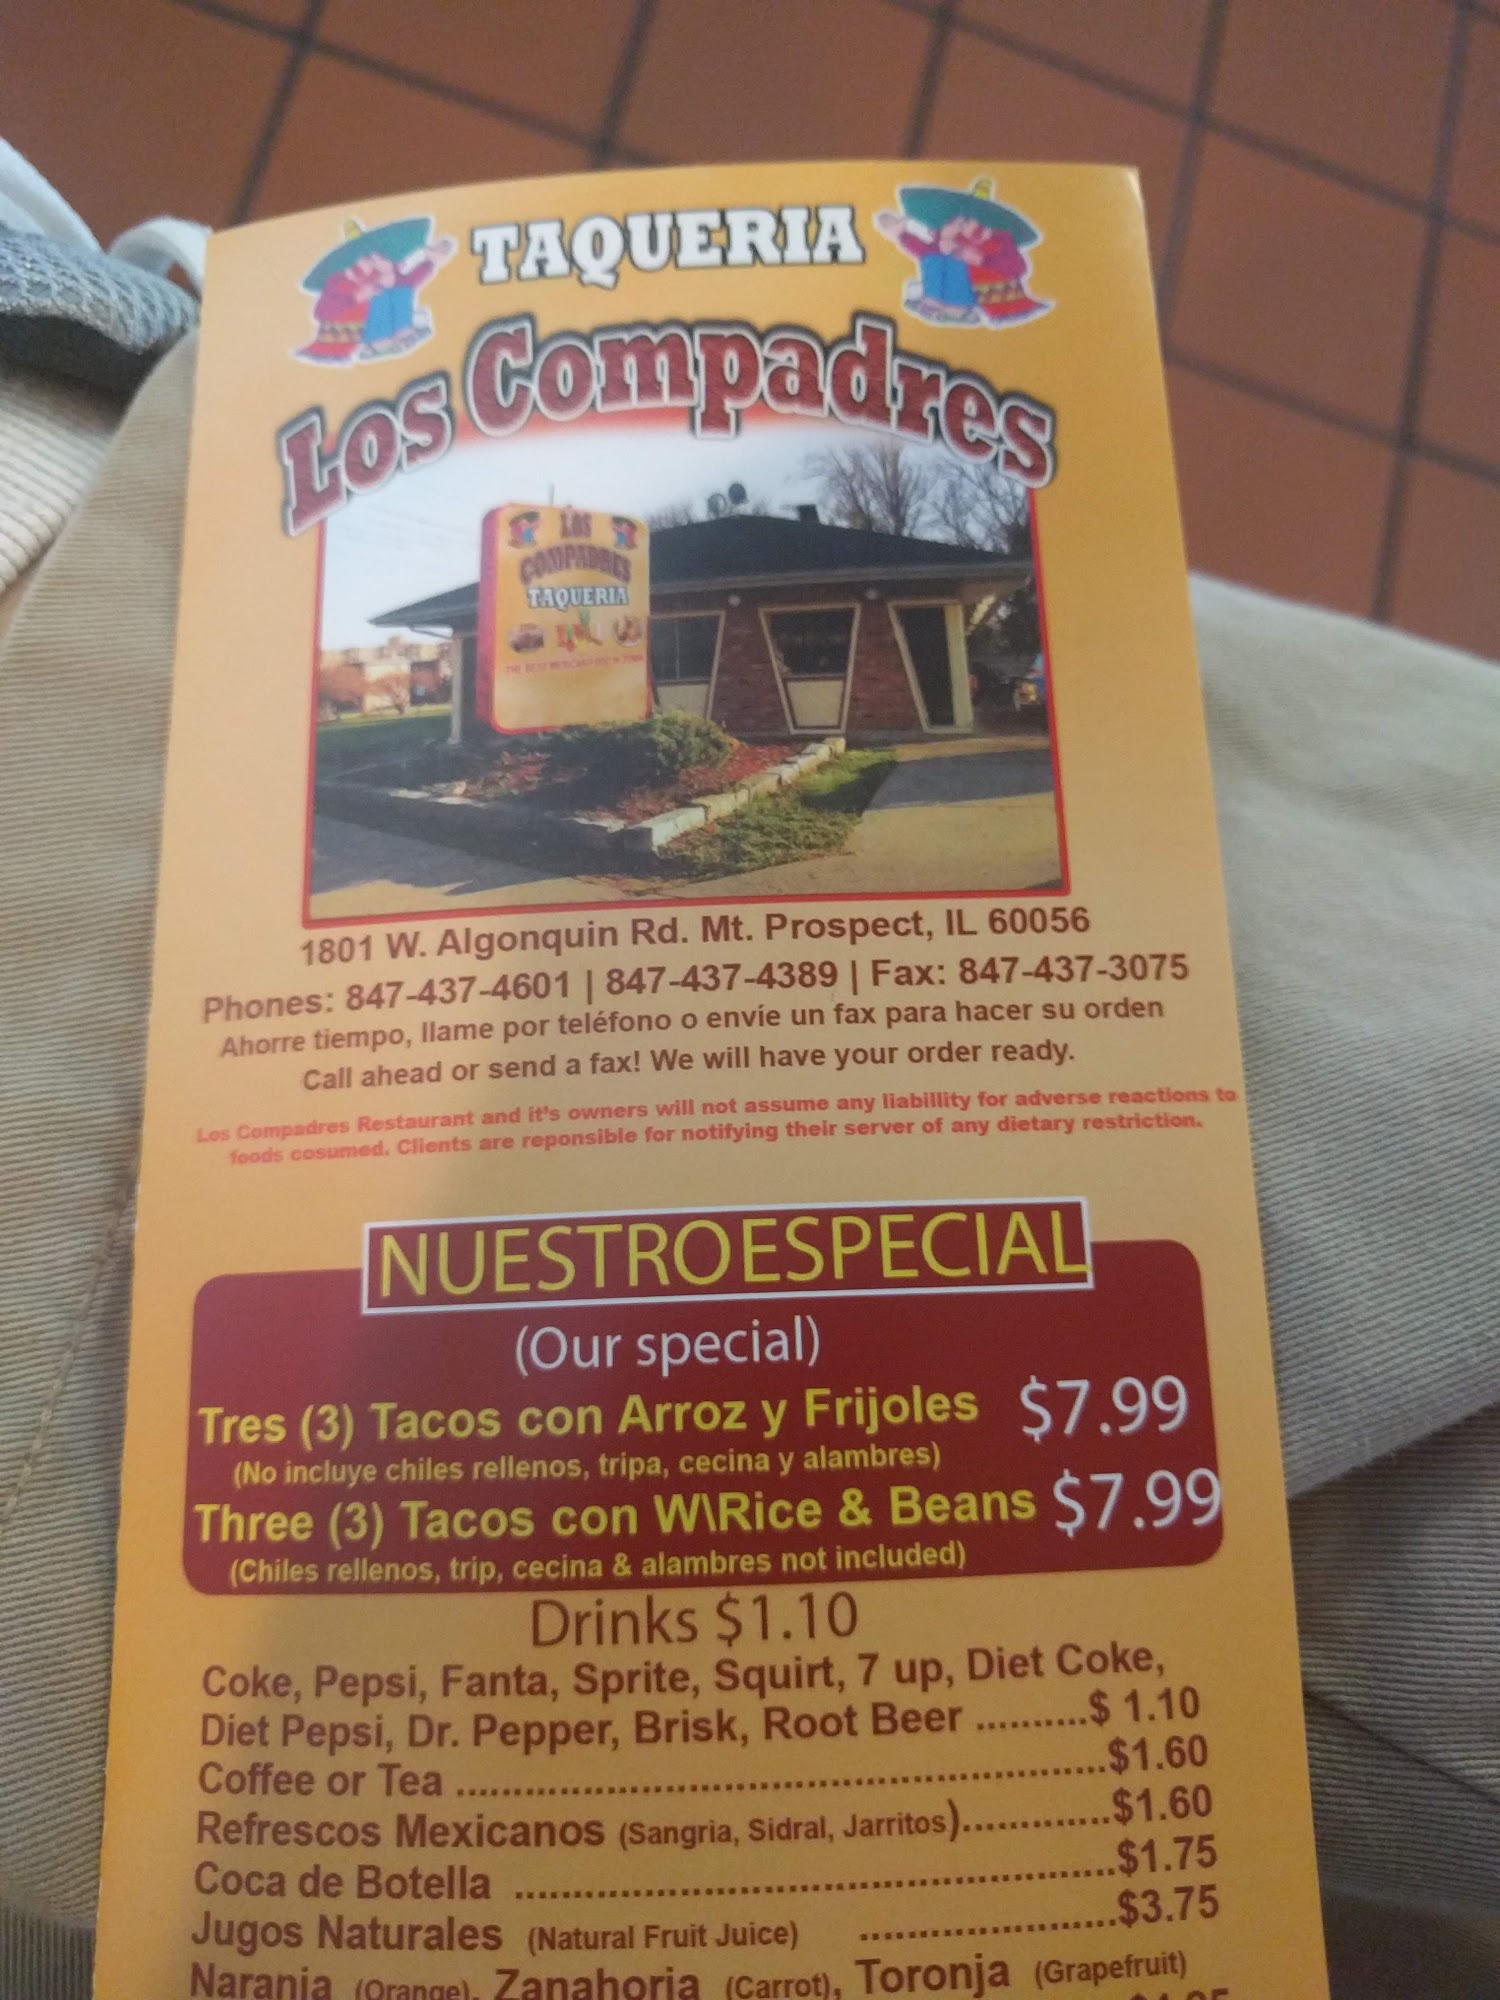 TAQUERIA
Los Compadres
LOS
COMPADRES
TAQUERIA
1801 W. Algonquin Rd. Mt. Prospect, IL 60056
Phones: 847-437-4601 | 847-437-4389 | Fax: 847-437-3075
Ahorre tiempo, llame por teléfono o envíe un fax para hacer su orden
Call ahead or send a fax! We will have your order ready.
Los Compadres Restaurant and it's owners will not assume any liabillity for adverse reactions to
foods cosumed. Clients are reponsible for notifying their server of any dietary restriction.
NUESTRO ESPECIAL
(Our special)
Tres (3) Tacos con Arroz y Frijoles $7.99
(No incluye chiles rellenos, tripa, cecina y alambres)
Three (3) Tacos con W\Rice & Beans $7.99
(Chiles rellenos, trip, cecina & alambres not included)
Drinks $1.10
Coke, Pepsi, Fanta, Sprite, Squirt, 7 up, Diet Coke,
Diet Pepsi, Dr. Pepper, Brisk, Root Beer ..........$ 1.10
Coffee or Tea ........................................................$1.60
Refrescos Mexicanos (Sangria, Sidral, Jarritos).............$1.60
Coca de Botella ....................................................$1.75
Jugos Naturales (Natural Fruit Juice) ......................$3.75
Naranja (Orange), Zanahoria (Carrot), Toronja (Grapefruit)